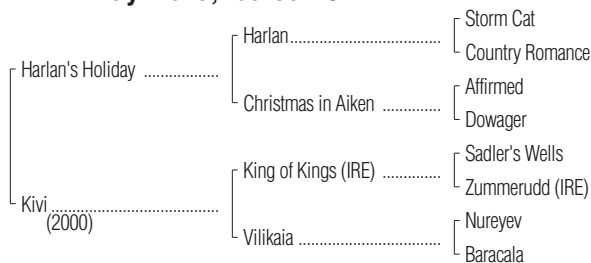 Storm Cat
Harlan
Country Romance
Harlan's Holiday
Affirmed
Christmas in Aiken
Dowager
Sadler's Wells
King of Kings (IRE)
Zummerudd (IRE)
Kivi
(2000)
Nureyev
Vilikaia
Baracala